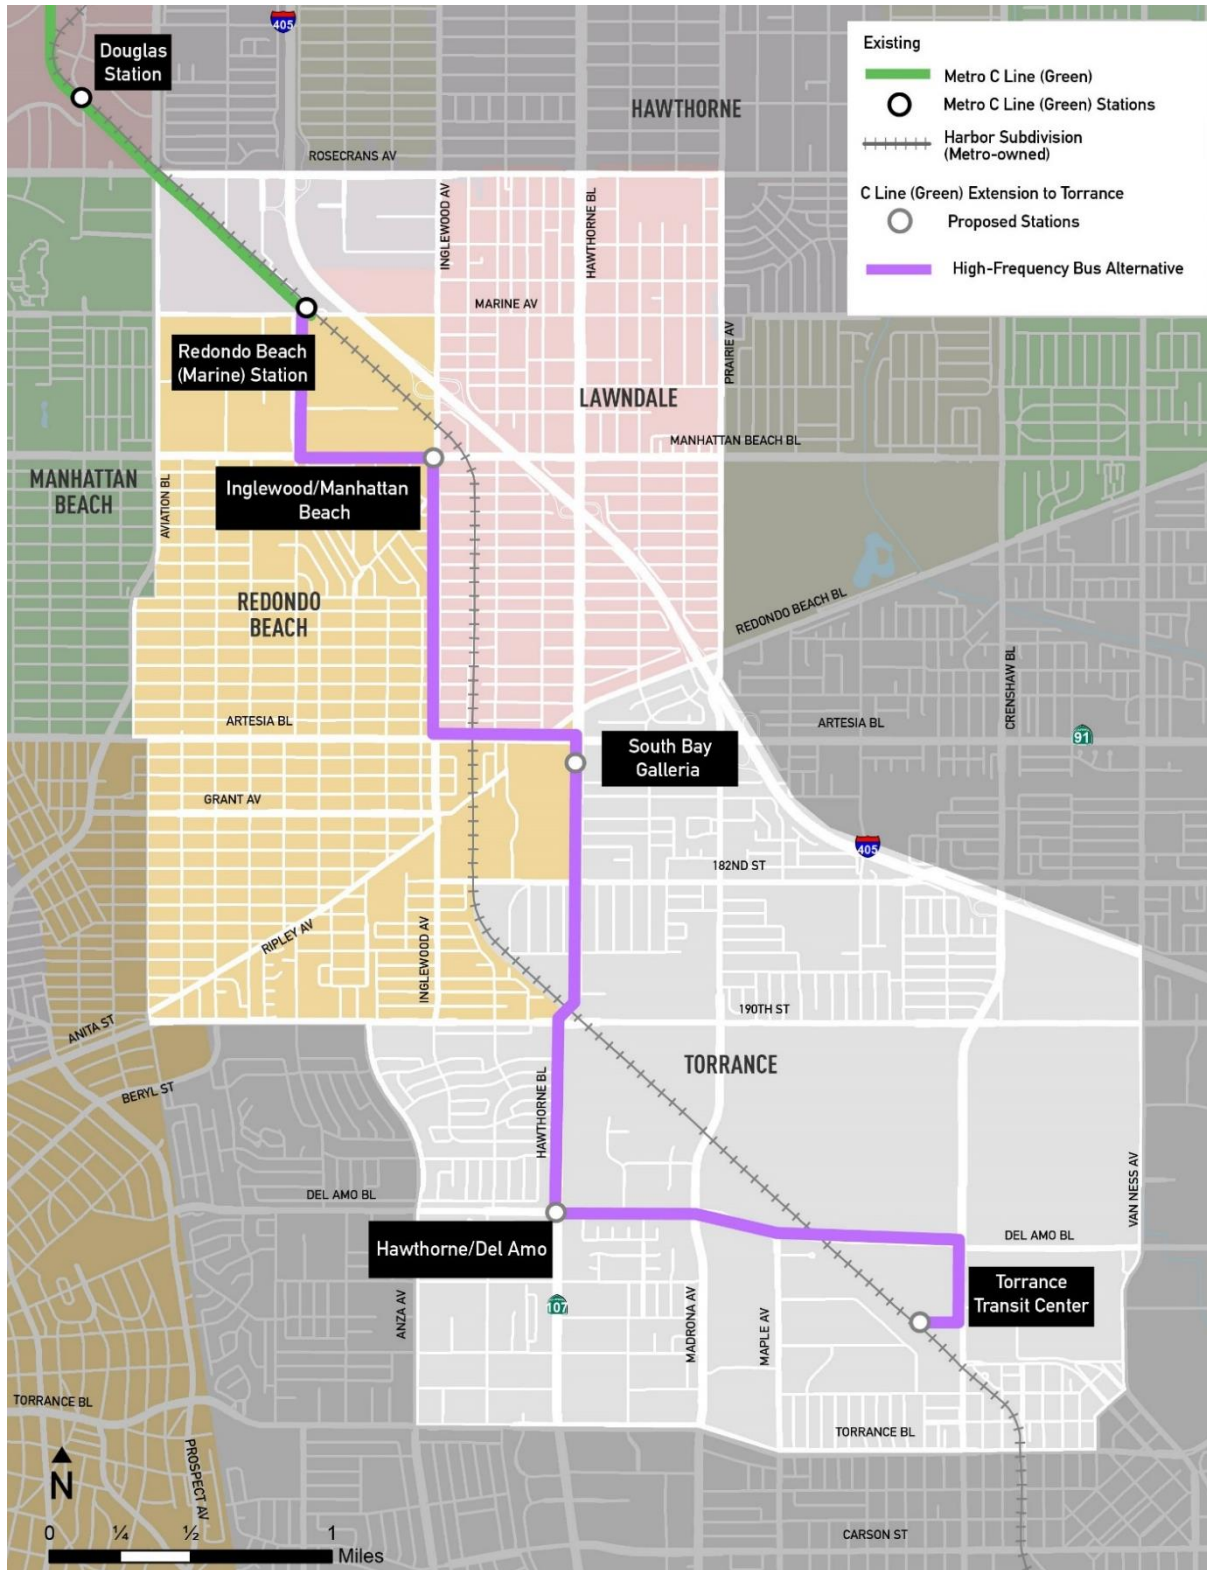 405
Douglas
Station
HAWTHORNE
ROSECRANS AV
Existing
Metro C Line (Green)
Metro C Line (Green) Stations
Harbor Subdivision
(Metro-owned)
C Line (Green) Extension to Torrance
Proposed Stations
High-Frequency Bus Alternative
INGLEWOOD AV
HAWTHORNE BL
MARINE AV
PRAIRIE AV
Redondo Beach
(Marine) Station
LAWNDALE
MANHATTAN BEACH BL
MANHATTAN
BEACH
AVIATION BL
Inglewood/Manhattan
Beach
REDONDO
BEACH
REDONDO BEACH BL
CRENSHAW BL
ARTESIA BL
ARTESIA BL
91
South Bay
Galleria
GRANT AV
405
182ND ST
RIPLEY AV
INGLEWOOD AV
190TH ST
ANITA ST
TORRANCE
BERYL ST
HAWTHORNE BL
VAN NESS AV
DEL AMO BL
Hawthorne/Del Amo
DEL AMO BL
Torrance
Transit Center
107
ANZA AV
MADRONA AV
MAPLE AV
TORRANCE BL
TORRANCE BL
PROSPECT AV
N
CARSON ST
0 ¼ ½ 1
Miles